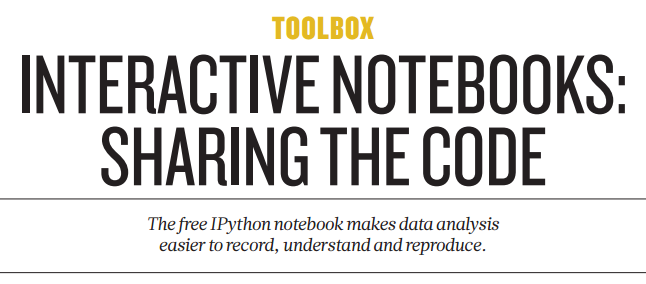 TOOLBOX
INTERACTIVE NOTEBOOKS:
SHARING THE CODE
The free IPython notebook makes data analysis
easier to record, understand and reproduce.